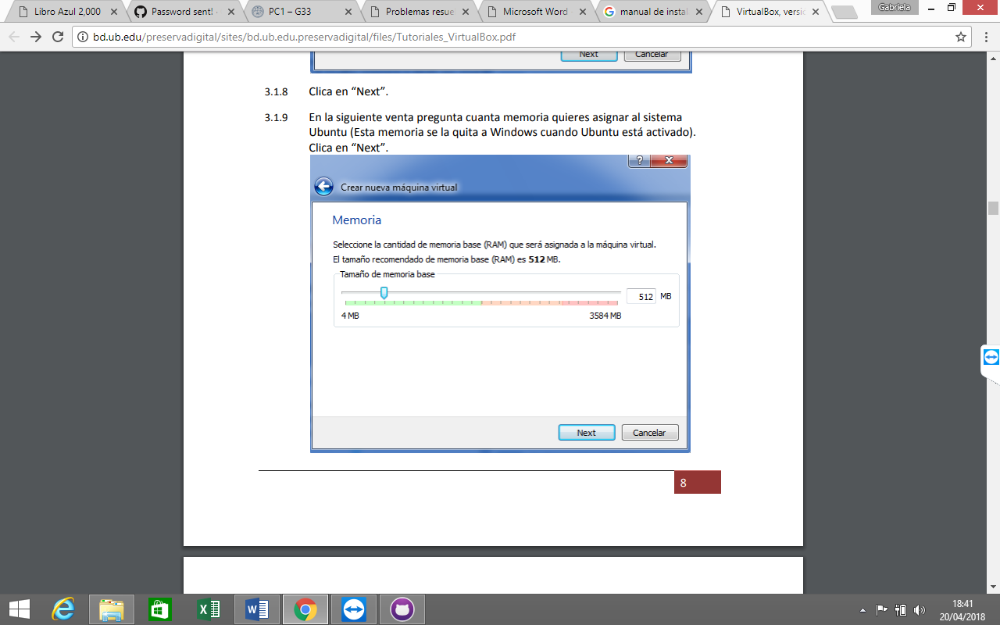 Libro Azul 2,000
Password sent!
PC1 – G33
Problemas resue
Microsoft Word -
manual de instal
VirtualBox, versi
Gabriela
bd.ub.edu/preservadigital/sites/bd.ub.edu.preservadigital/files/Tutoriales_VirtualBox.pdf
Next Cancelar
3.1.8 Clica en “Next”.
3.1.9 En la siguiente venta pregunta cuanta memoria quieres asignar al sistema
Ubuntu (Esta memoria se la quita a Windows cuando Ubuntu está activado).
Clica en “Next”.
?
Crear nueva máquina virtual
Memoria
Seleccione la cantidad de memoria base (RAM) que será asignada a la máquina virtual.
El tamaño recomendado de memoria base (RAM) es 512 MB.
Tamaño de memoria base
512 MB
4 MB 3584 MB
Next Cancelar
8
18:41
20/04/2018